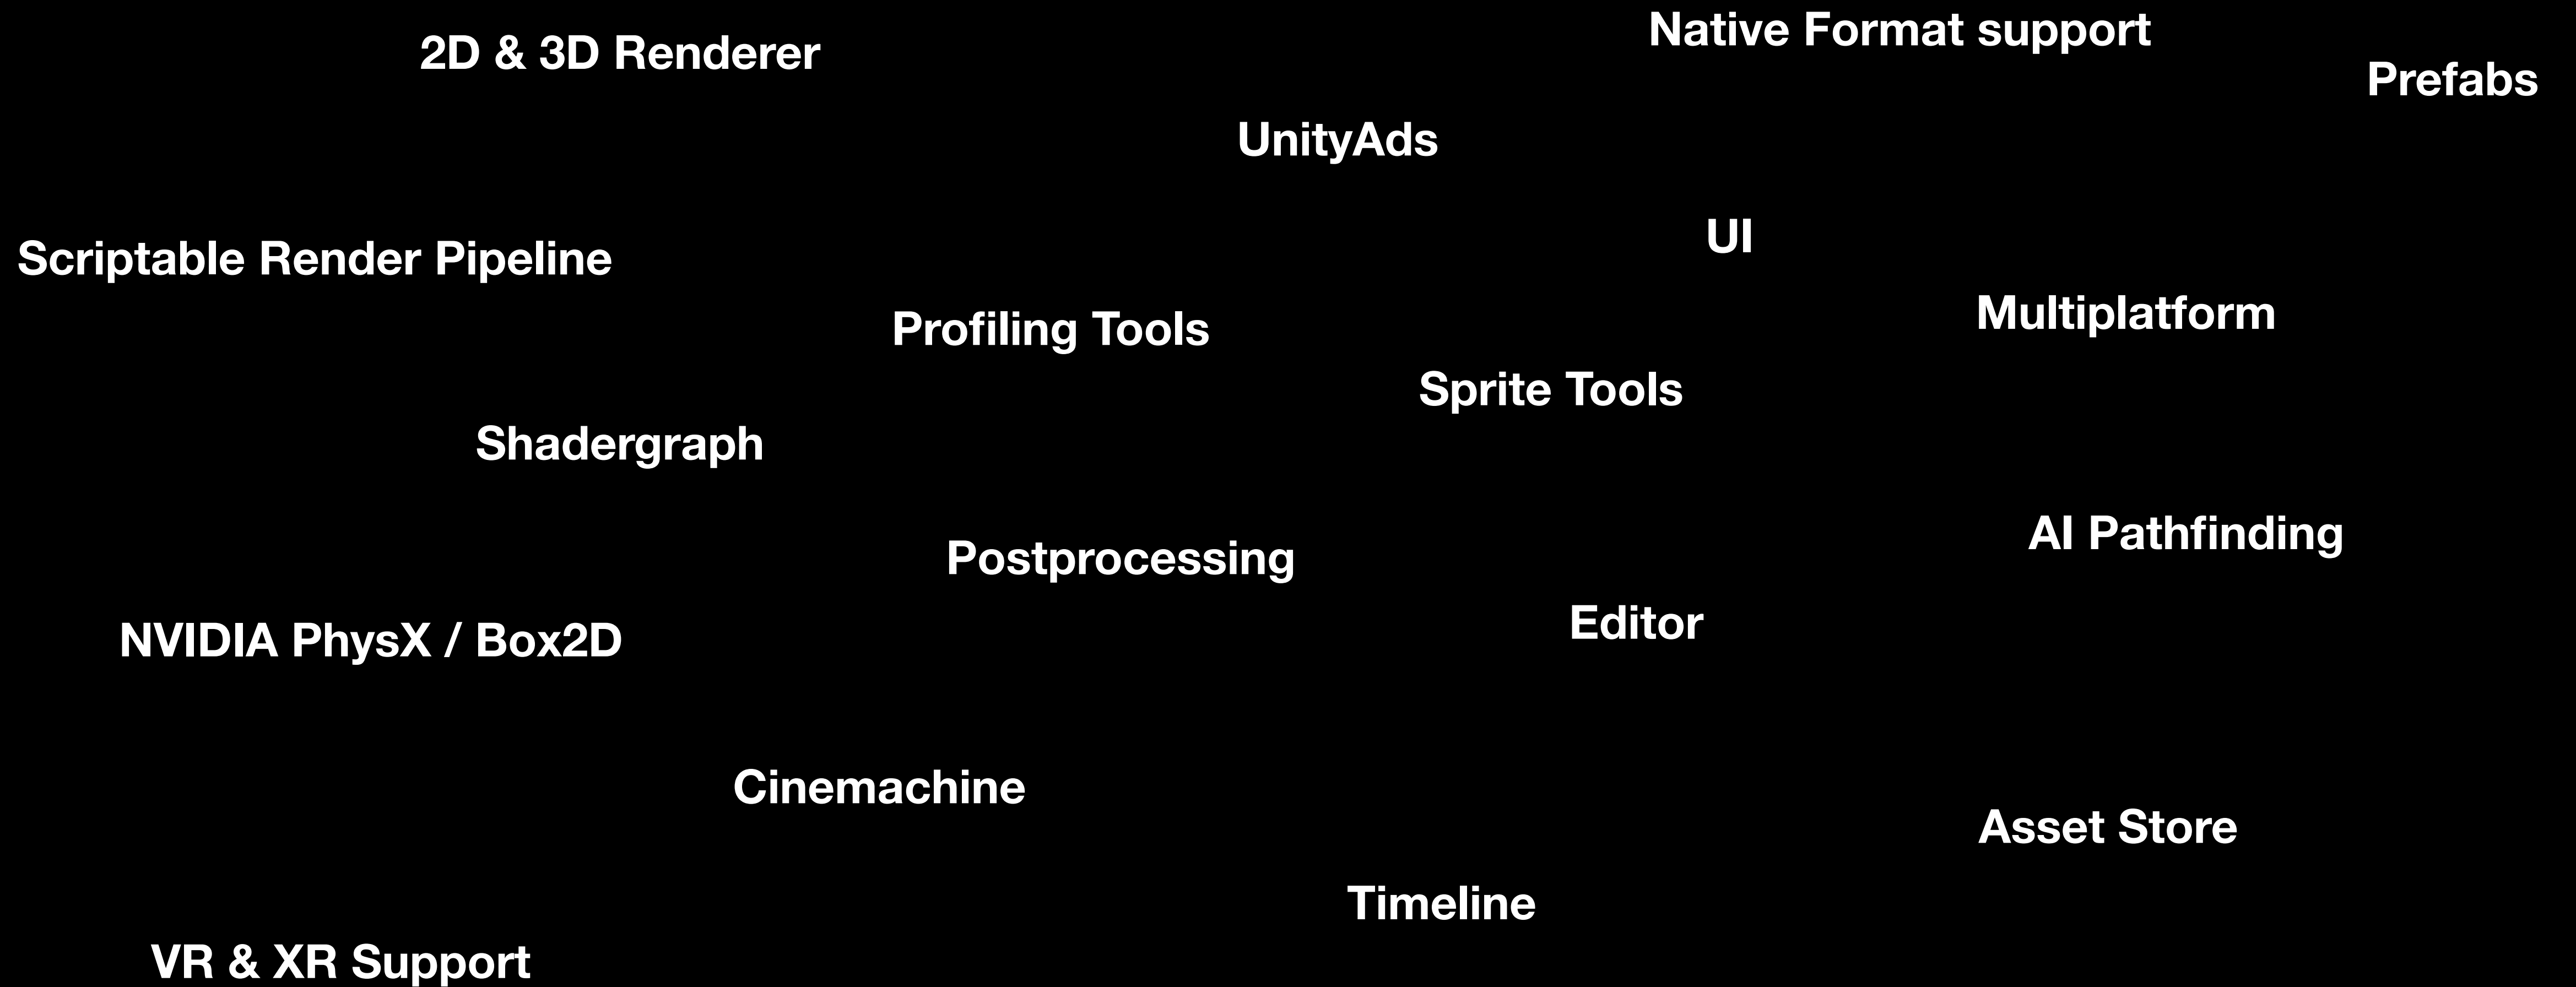 Native Format support
2D & 3D Renderer
Prefabs
UnityAds
UI
Scriptable Render Pipeline
Multiplatform
Profiling Tools
Sprite Tools
Shadergraph
AI Pathfinding
Postprocessing
Editor
NVIDIA PhysX / Box2D
Cinemachine
Asset Store
Timeline
VR & XR Support